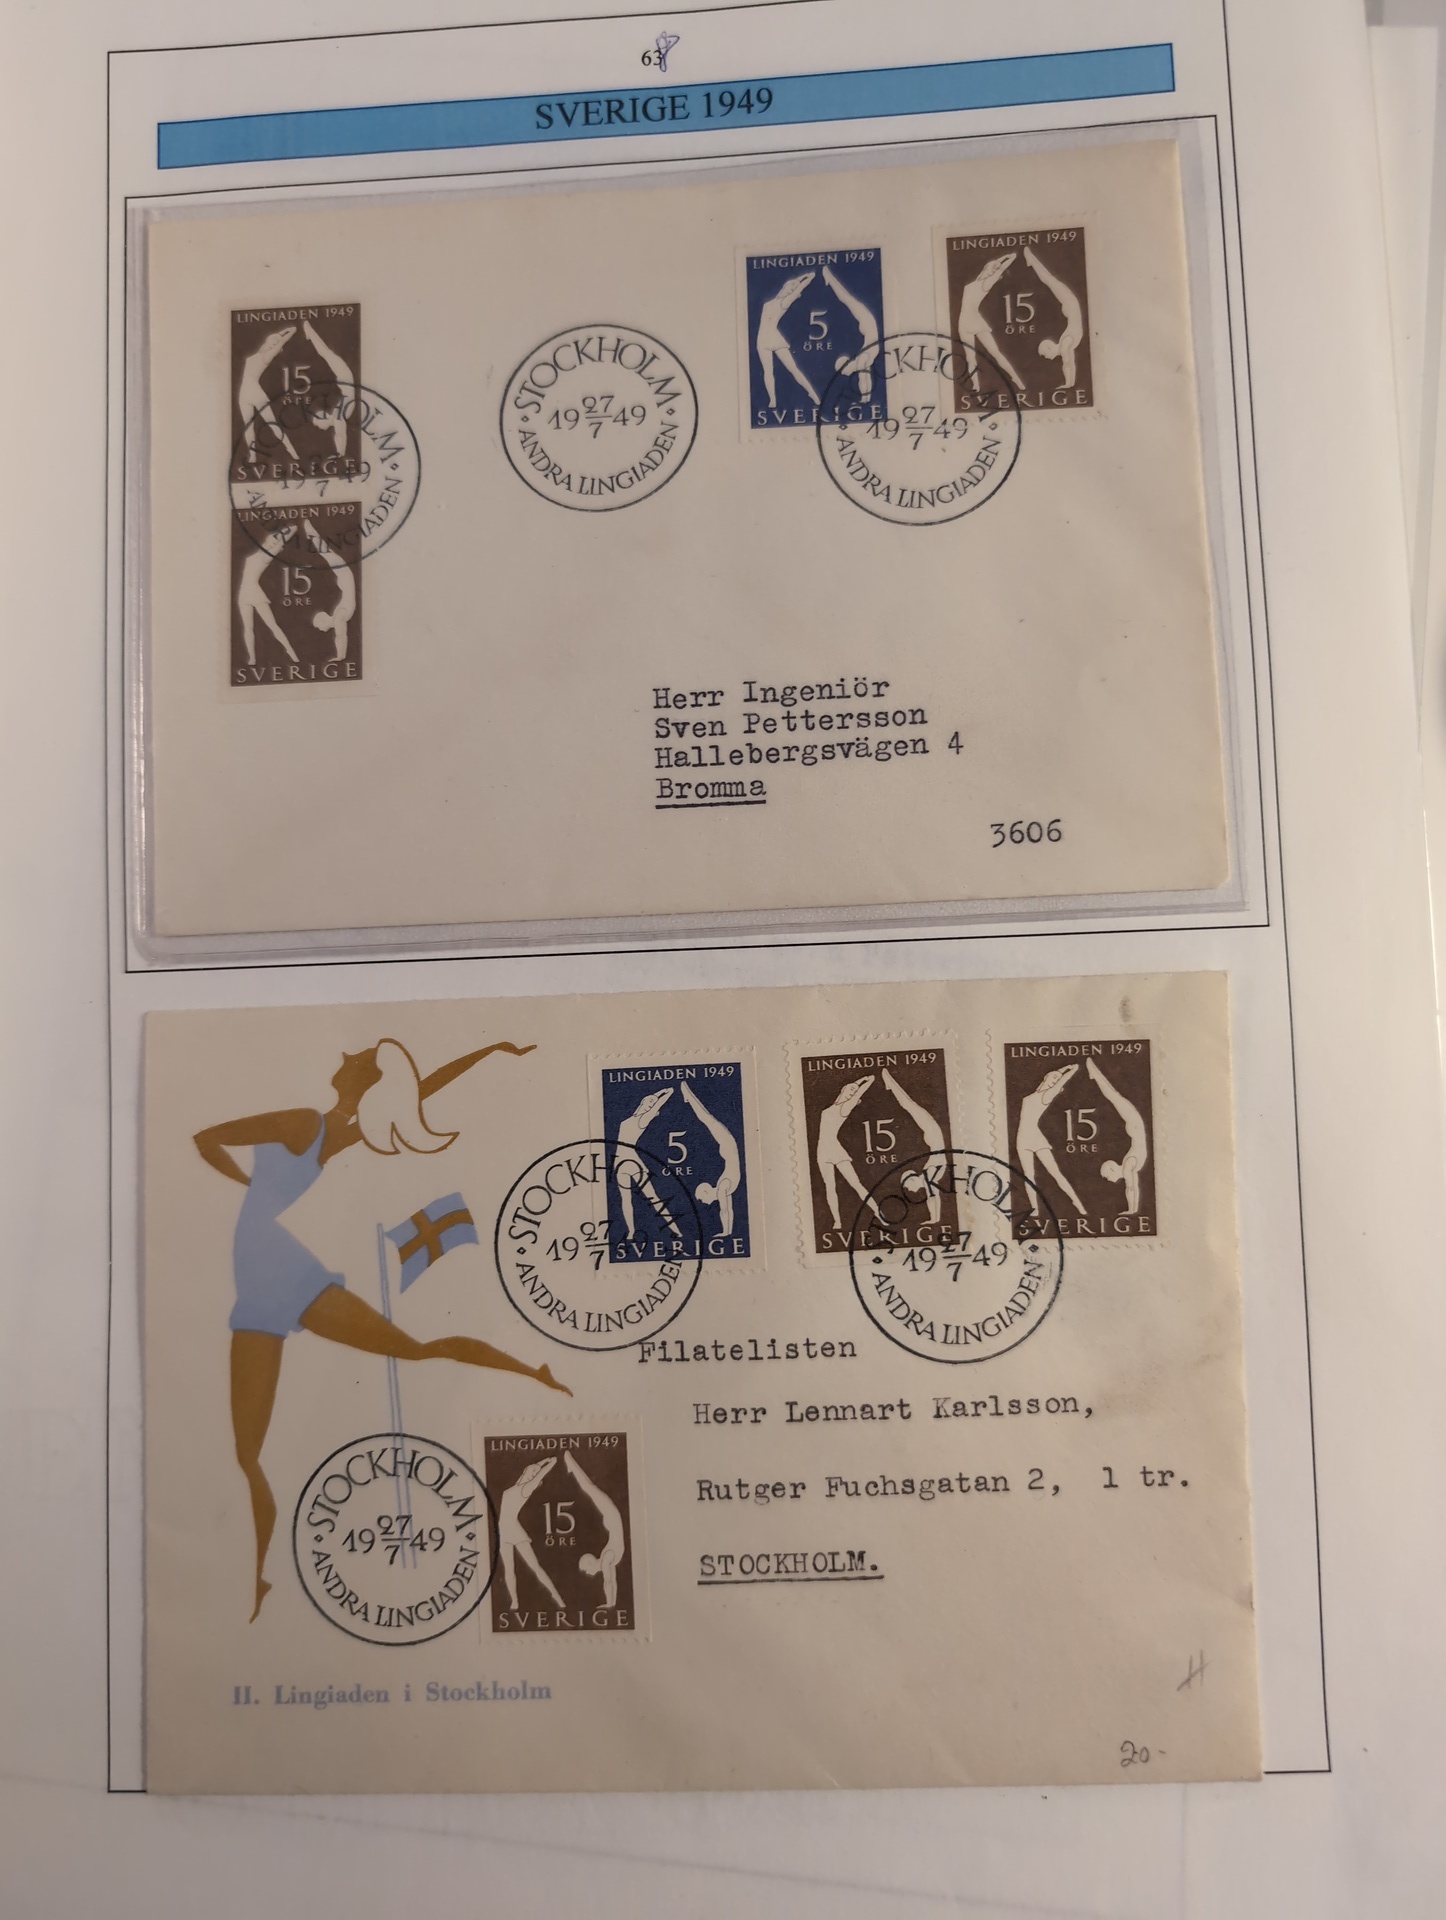 63
SVERIGE 1949
LINGIADEN 1949
15
ÖRE
SVERIGE
LINGIADEN 1949
15
ÖRE
SVERIGE
STOCKHOLM
19 27/7 49
ANDRA LINGIADEN
STOCKHOLM
19 27/7 49
ANDRA LINGIADEN
LINGIADEN 1949
5
ÖRE
SVERIGE
LINGIADEN 1949
15
ÖRE
SVERIGE
STOCKHOLM
19 27/7 49
ANDRA LINGIADEN
Herr Ingeniör
Sven Pettersson
Hallebergsvägen 4
Bromma
3606
LINGIADEN 1949
5
ÖRE
SVERIGE
LINGIADEN 1949
15
ÖRE
SVERIGE
LINGIADEN 1949
15
ÖRE
SVERIGE
STOCKHOLM
19 27/7 49
ANDRA LINGIADEN
STOCKHOLM
19 27/7 49
ANDRA LINGIADEN
Filatelisten
Herr Lennart Karlsson,
Rutger Fuchsgatan 2, 1 tr.
STOCKHOLM.
STOCKHOLM
19 27/7 49
ANDRA LINGIADEN
LINGIADEN 1949
15
ÖRE
SVERIGE
II. Lingiaden i Stockholm
20-